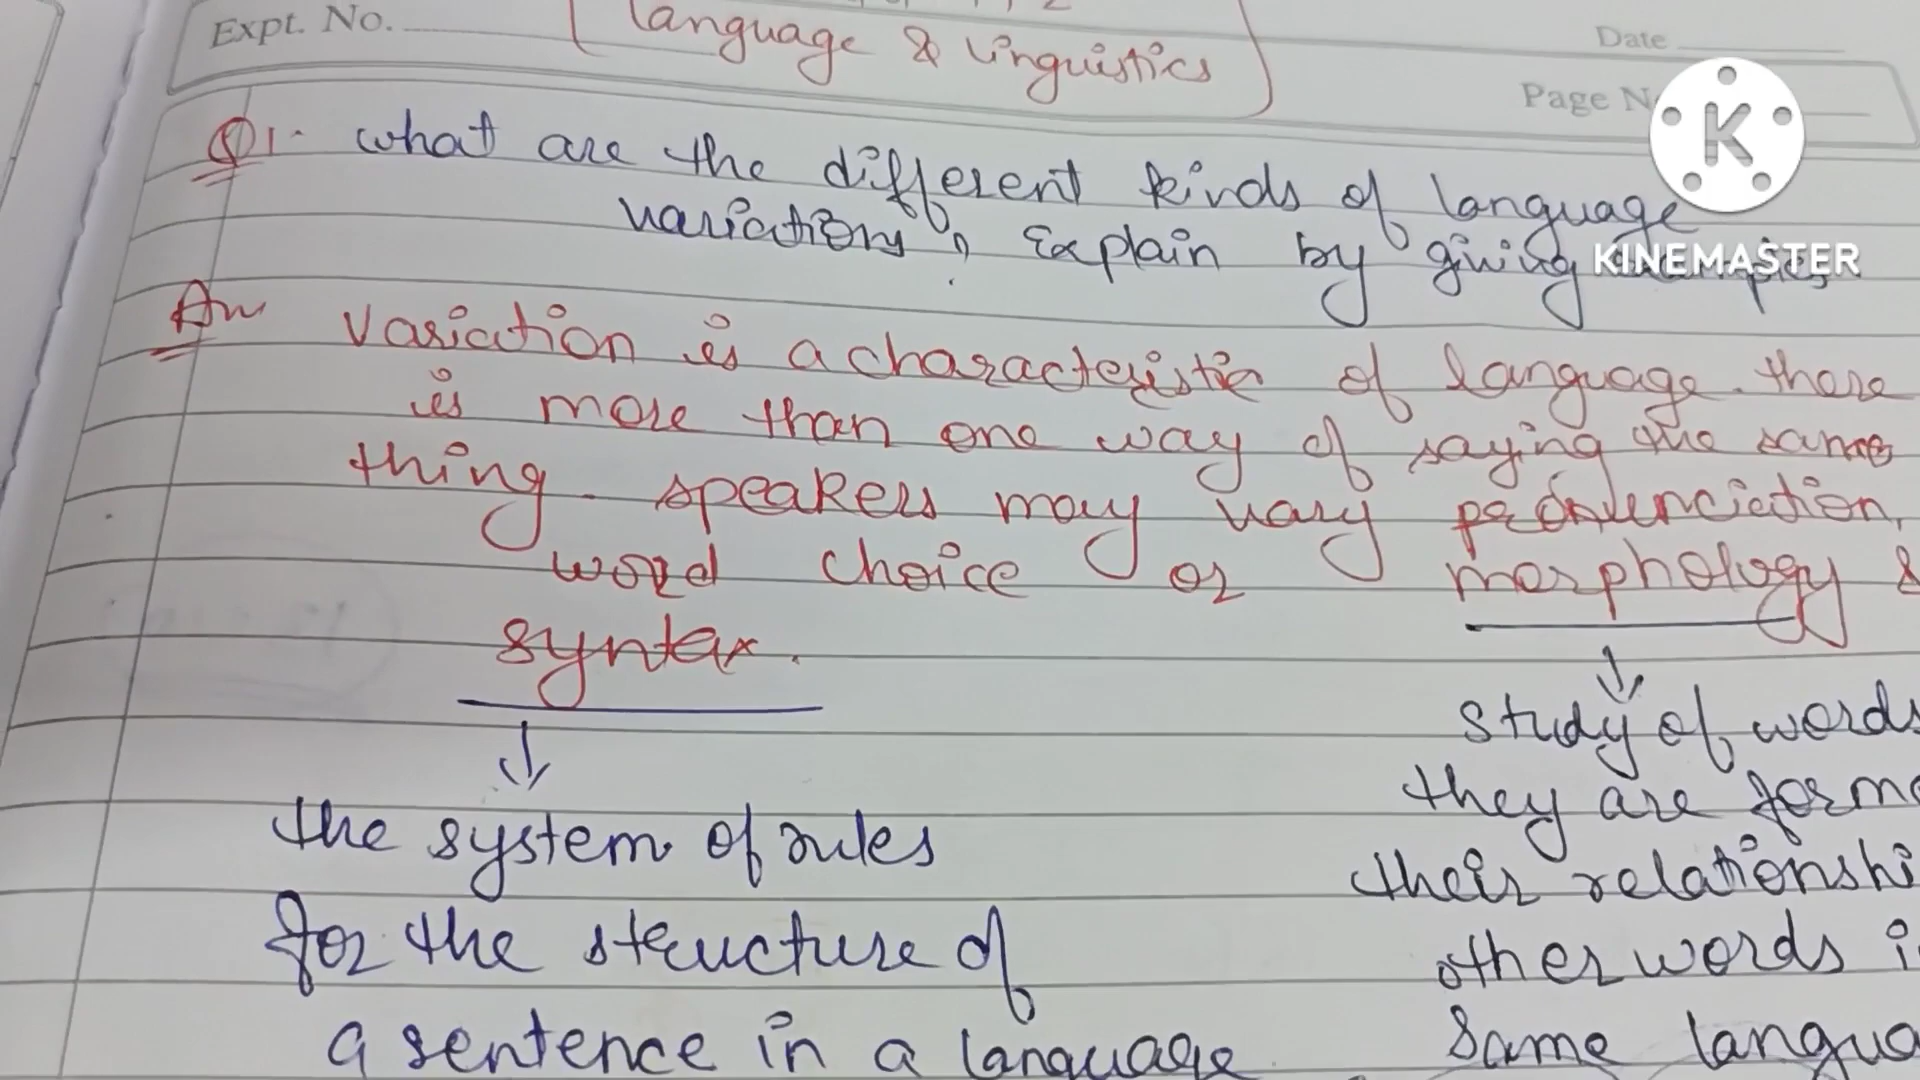 Expt. No.
Date
Page N
language & linguistics
Q1. What are the different kinds of language
variations, Explain by giving
K
KINEMASTER
Ans Variation is a characteristic of language. there
is more than one way of saying the same
thing. speakers may vary pronunciation,
word choice or morphology &
syntax.
↓
the system of rules
for the structure of
a sentence in a language
↓
study of words
they are forme
their relationshi
other words i
Same langua